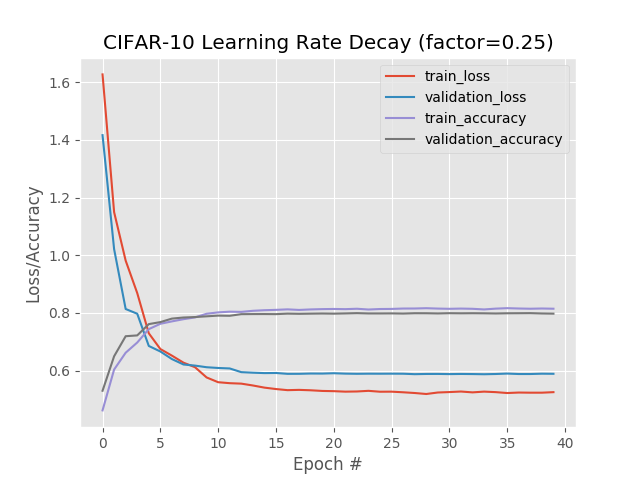 CIFAR-10 Learning Rate Decay (factor=0.25)
train_loss
validation_loss
train_accuracy
validation_accuracy
1.6
1.4
1.2
1.0
0.8
0.6
Loss/Accuracy
0 5 10 15 20 25 30 35 40
Epoch #